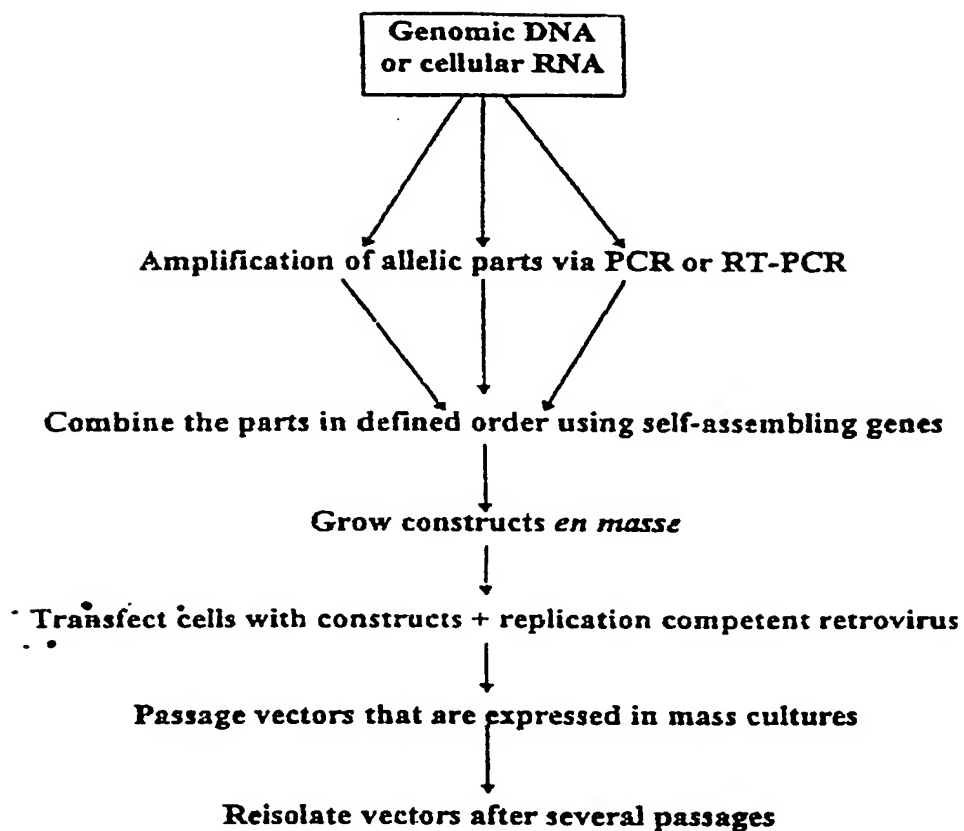 Genomic DNA
or cellular RNA
Amplification of allelic parts via PCR or RT-PCR
Combine the parts in defined order using self-assembling genes
Grow constructs en masse
Transfect cells with constructs + replication competent retrovirus
Passage vectors that are expressed in mass cultures
Reisolate vectors after several passages